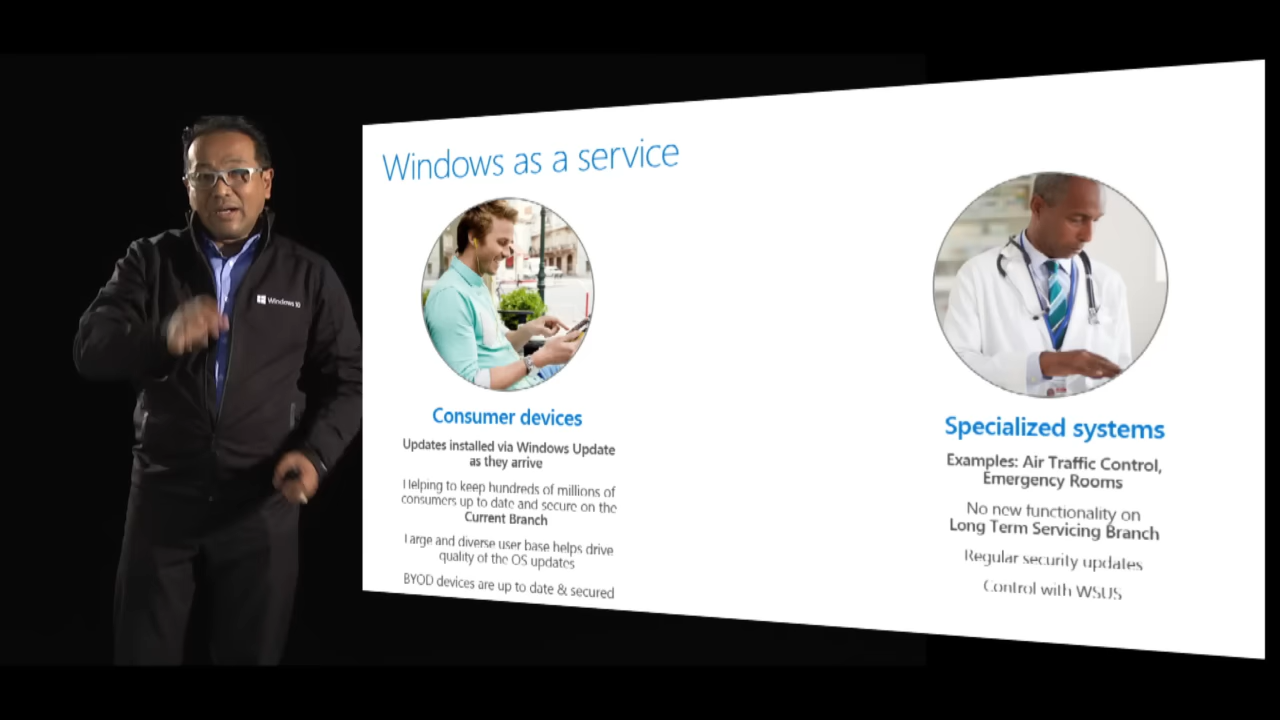 Windows as a service
Windows 10
Consumer devices
Updates installed via Windows Update
as they arrive
Helping to keep hundreds of millions of
consumers up to date and secure on the
Current Branch
Large and diverse user base helps drive
quality of the OS updates
BYOD devices are up to date & secured
Specialized systems
Examples: Air Traffic Control,
Emergency Rooms
No new functionality on
Long Term Servicing Branch
Regular security updates
Control with WSUS